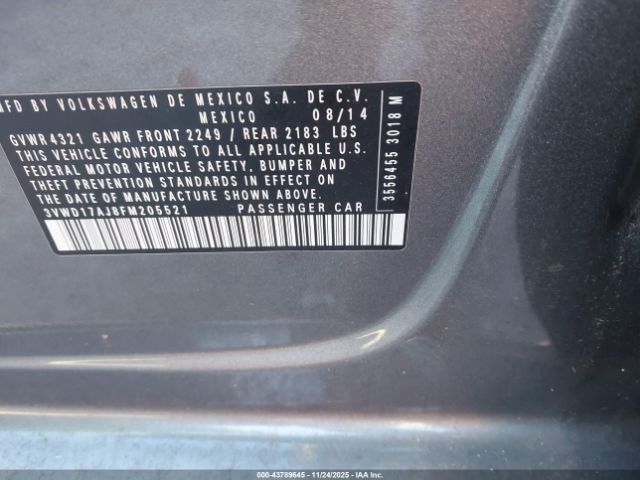 MFD BY VOLKSWAGEN DE MEXICO S.A. DE C.V.
MEXICO 08/14
GVWR 4321 GAWR FRONT 2249 / REAR 2183 LBS
THIS VEHICLE CONFORMS TO ALL APPLICABLE U.S.
FEDERAL MOTOR VEHICLE SAFETY, BUMPER AND
THEFT PREVENTION STANDARDS IN EFFECT ON
THE DATE OF MANUFACTURE SHOWN ABOVE.
3VWD17AJ8FM205521 PASSENGER CAR
3556455 3018 M
000-43789645 - 11/24/2025 - IAA Inc.